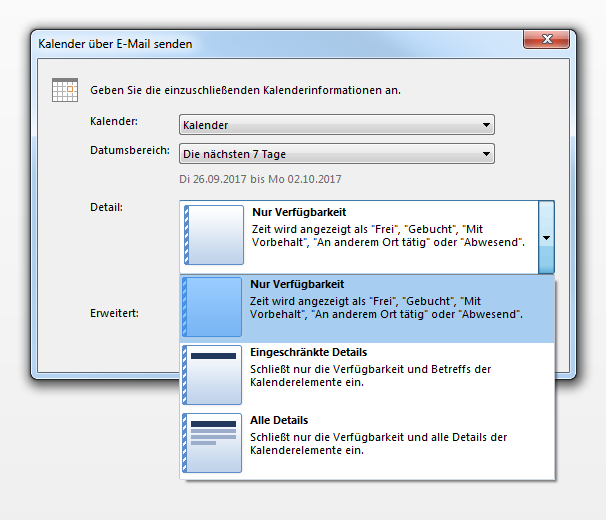 Kalender über E-Mail senden
Geben Sie die einzuschließenden Kalenderinformationen an.
Kalender:
Kalender
Datumsbereich:
Die nächsten 7 Tage
Di 26.09.2017 bis Mo 02.10.2017
Detail:
Nur Verfügbarkeit
Zeit wird angezeigt als "Frei", "Gebucht", "Mit
Vorbehalt", "An anderem Ort tätig" oder "Abwesend".
Nur Verfügbarkeit
Zeit wird angezeigt als "Frei", "Gebucht", "Mit
Vorbehalt", "An anderem Ort tätig" oder "Abwesend".
Erweitert:
Eingeschränkte Details
Schließt nur die Verfügbarkeit und Betreffs der
Kalenderelemente ein.
Alle Details
Schließt nur die Verfügbarkeit und alle Details der
Kalenderelemente ein.